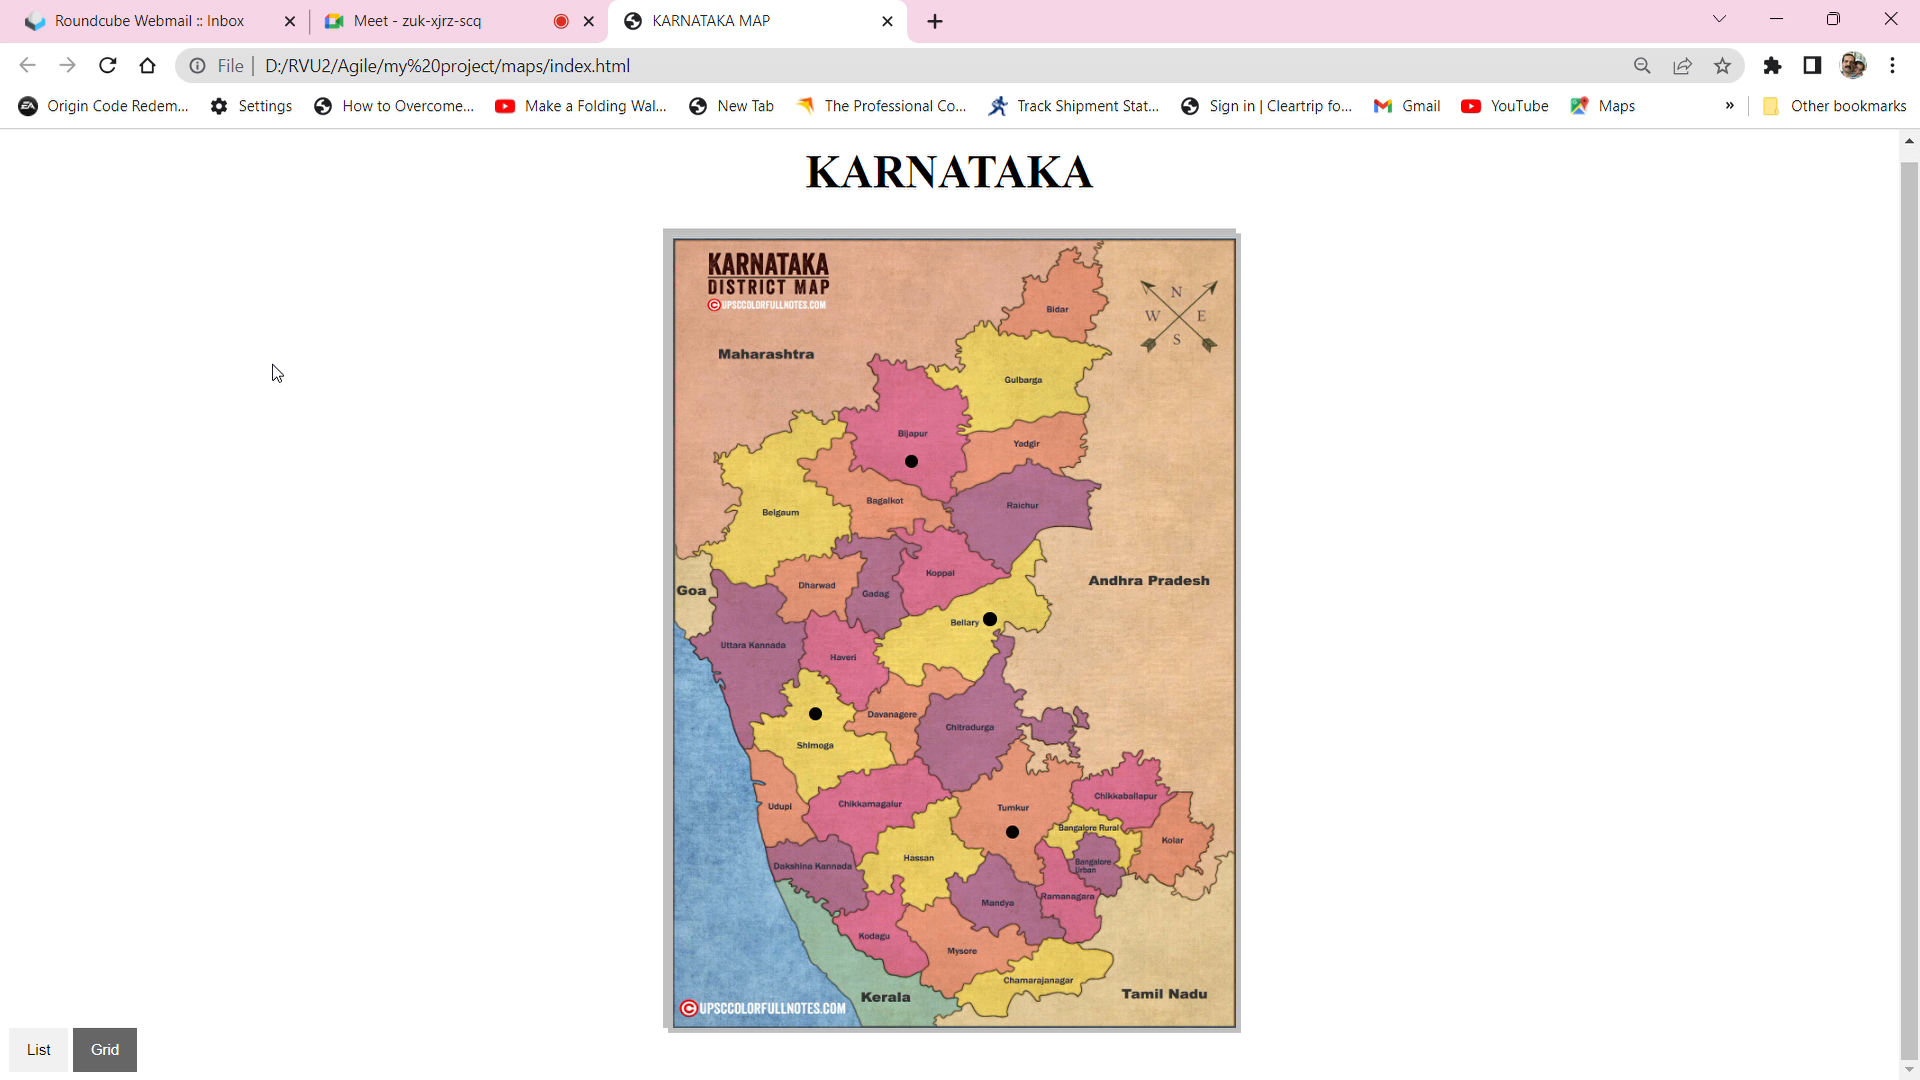 Roundcube Webmail :: Inbox
Meet - zuk-xjrz-scq
KARNATAKA MAP
File
D:/RVU2/Agile/my%20project/maps/index.html
Origin Code Redem...
Settings
How to Overcome...
Make a Folding Wal...
New Tab
The Professional Co...
Track Shipment Stat...
Sign in | Cleartrip fo...
Gmail
YouTube
Maps
»
Other bookmarks
KARNATAKA
KARNATAKA
DISTRICT MAP
© UPSCCOLORFULLNOTES.COM
N
W E
S
Bidar
Maharashtra
Gulbarga
Bijapur
Yadgir
Bagalkot
Raichur
Belgaum
Koppal
Andhra Pradesh
Dharwad
Goa
Gadag
Bellary
Uttara Kannada
Haveri
Davanagere
Chitradurga
Shimoga
Chikkaballapur
Udupi
Chikkamagalur
Tumkur
Bangalore Rural
Kolar
Hassan
Bangalore
Urban
Dakshina Kannada
Ramanagara
Mandya
Kodagu
Mysore
Chamarajanagar
Kerala
Tamil Nadu
© UPSCCOLORFULLNOTES.COM
List
Grid